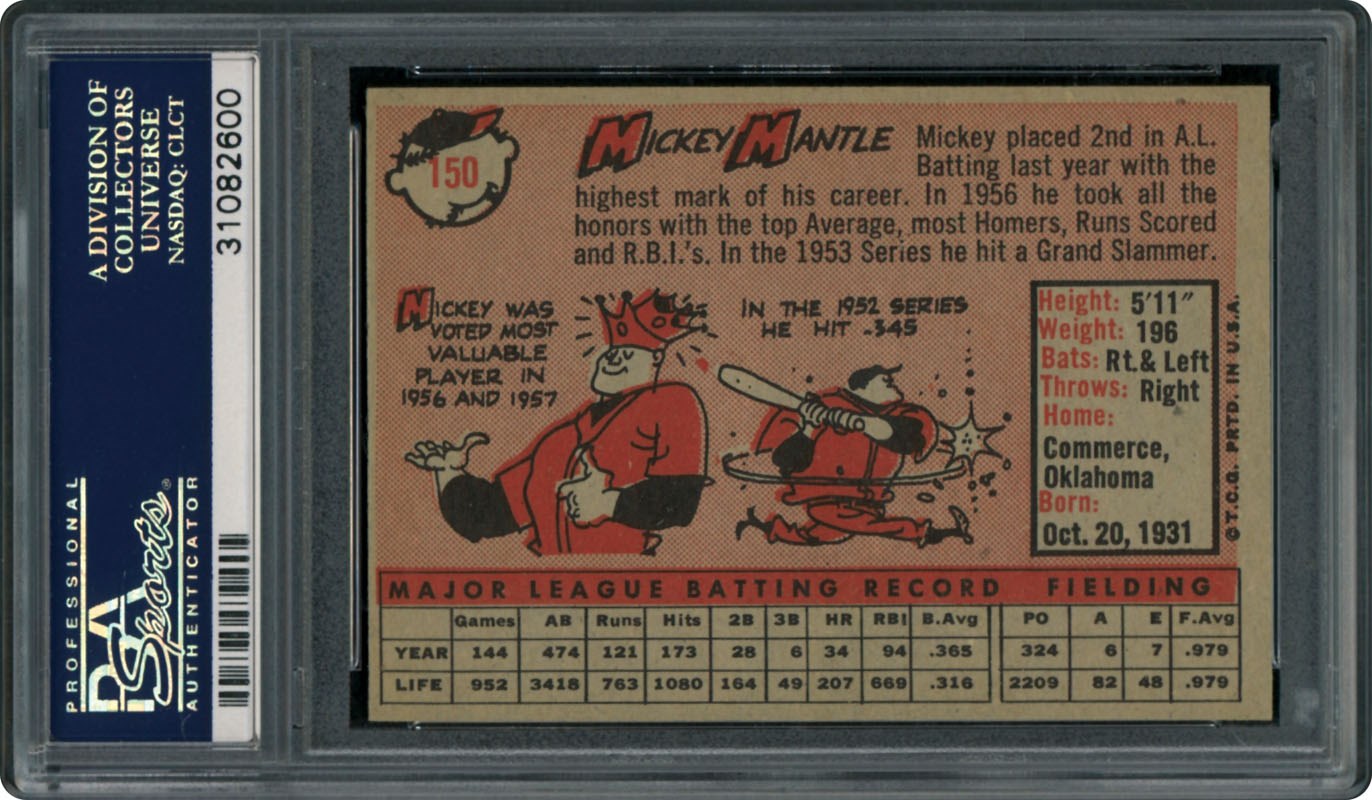 A DIVISION OF
COLLECTORS
UNIVERSE
NASDAQ: CLCT
31082600
PROFESSIONAL
PSA
Sports®
AUTHENTICATOR
150
MICKEY MANTLE
Mickey placed 2nd in A.L.
Batting last year with the
highest mark of his career. In 1956 he took all the
honors with the top Average, most Homers, Runs Scored
and R.B.I.'s. In the 1953 Series he hit a Grand Slammer.
MICKEY WAS
VOTED MOST
VALUABLE
PLAYER IN
1956 AND 1957
IN THE 1952 SERIES
HE HIT .345
Height: 5'11"
Weight: 196
Bats: Rt. & Left
Throws: Right
Home:
Commerce,
Oklahoma
Born:
Oct. 20, 1931
© T.C.G. PRTD. IN U.S.A.
MAJOR LEAGUE BATTING RECORD FIELDING
Games AB Runs Hits 2B 3B HR RBI B.Avg PO A E F.Avg
YEAR 144 474 121 173 28 6 34 94 .365 324 6 7 .979
LIFE 952 3418 763 1080 164 49 207 669 .316 2209 82 48 .979